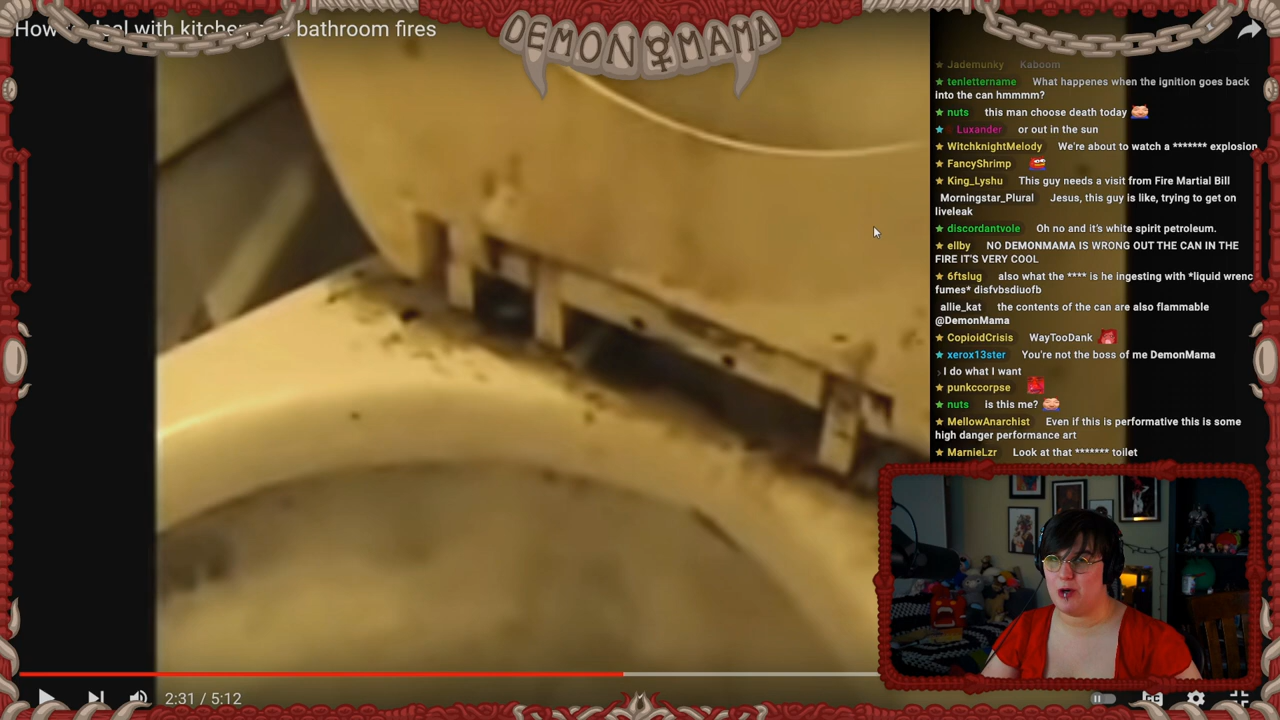 How to deal with kitchen and bathroom fires
DEMON MAMA
Jademunky Kaboom
tenlettername What happenes when the ignition goes back
into the can hmmmm?
nuts this man choose death today
Luxander or out in the sun
WitchknightMelody We're about to watch a ******* explosion
FancyShrimp
King_Lyshu This guy needs a visit from Fire Martial Bill
Morningstar_Plural Jesus, this guy is like, trying to get on
liveleak
discordantvole Oh no and it's white spirit petroleum.
ellby NO DEMONMAMA IS WRONG OUT THE CAN IN THE
FIRE IT'S VERY COOL
6ftslug also what the **** is he ingesting with *liquid wrenc
fumes* disfvbsdiuofb
allie_kat the contents of the can are also flammable
@DemonMama
CopioidCrisis WayTooDank
xerox13ster You're not the boss of me DemonMama
I do what I want
punkccorpse
nuts is this me?
MellowAnarchist Even if this is performative this is some
high danger performance art
MarnieLzr Look at that ******* toilet
2:31 / 5:12